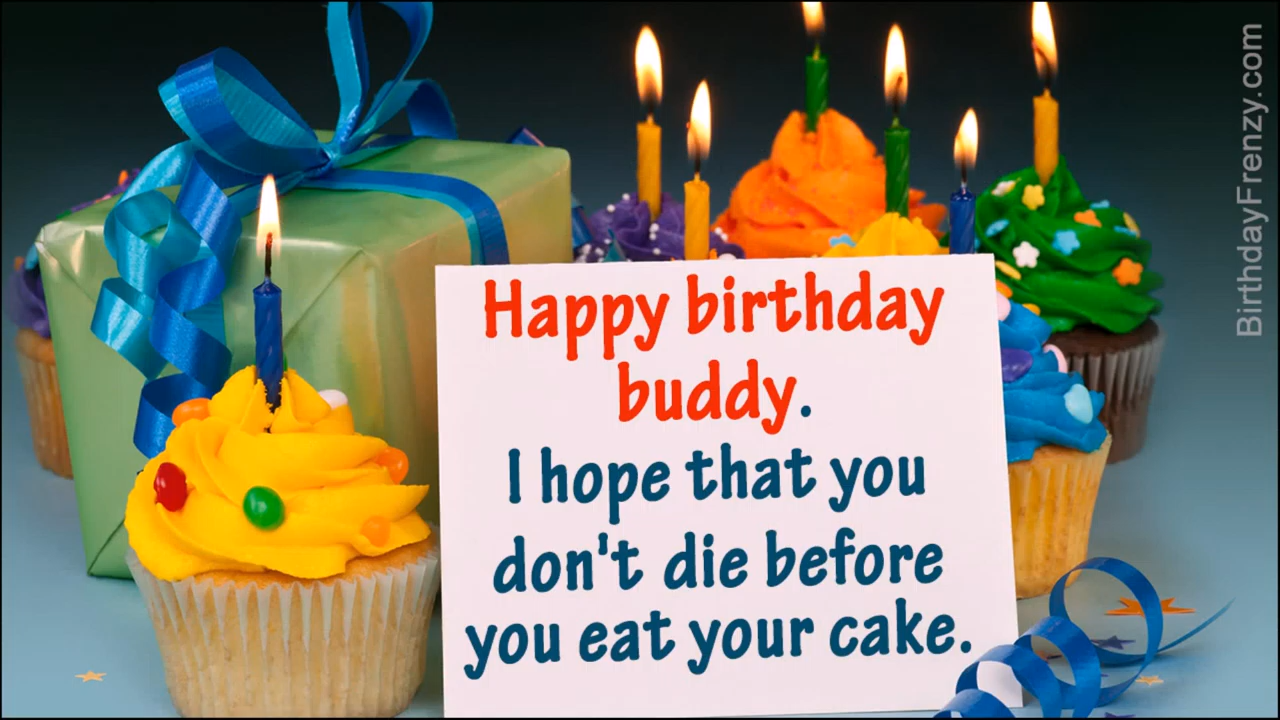 Happy birthday
buddy.
I hope that you
don't die before
you eat your cake.
BirthdayFrenzy.com